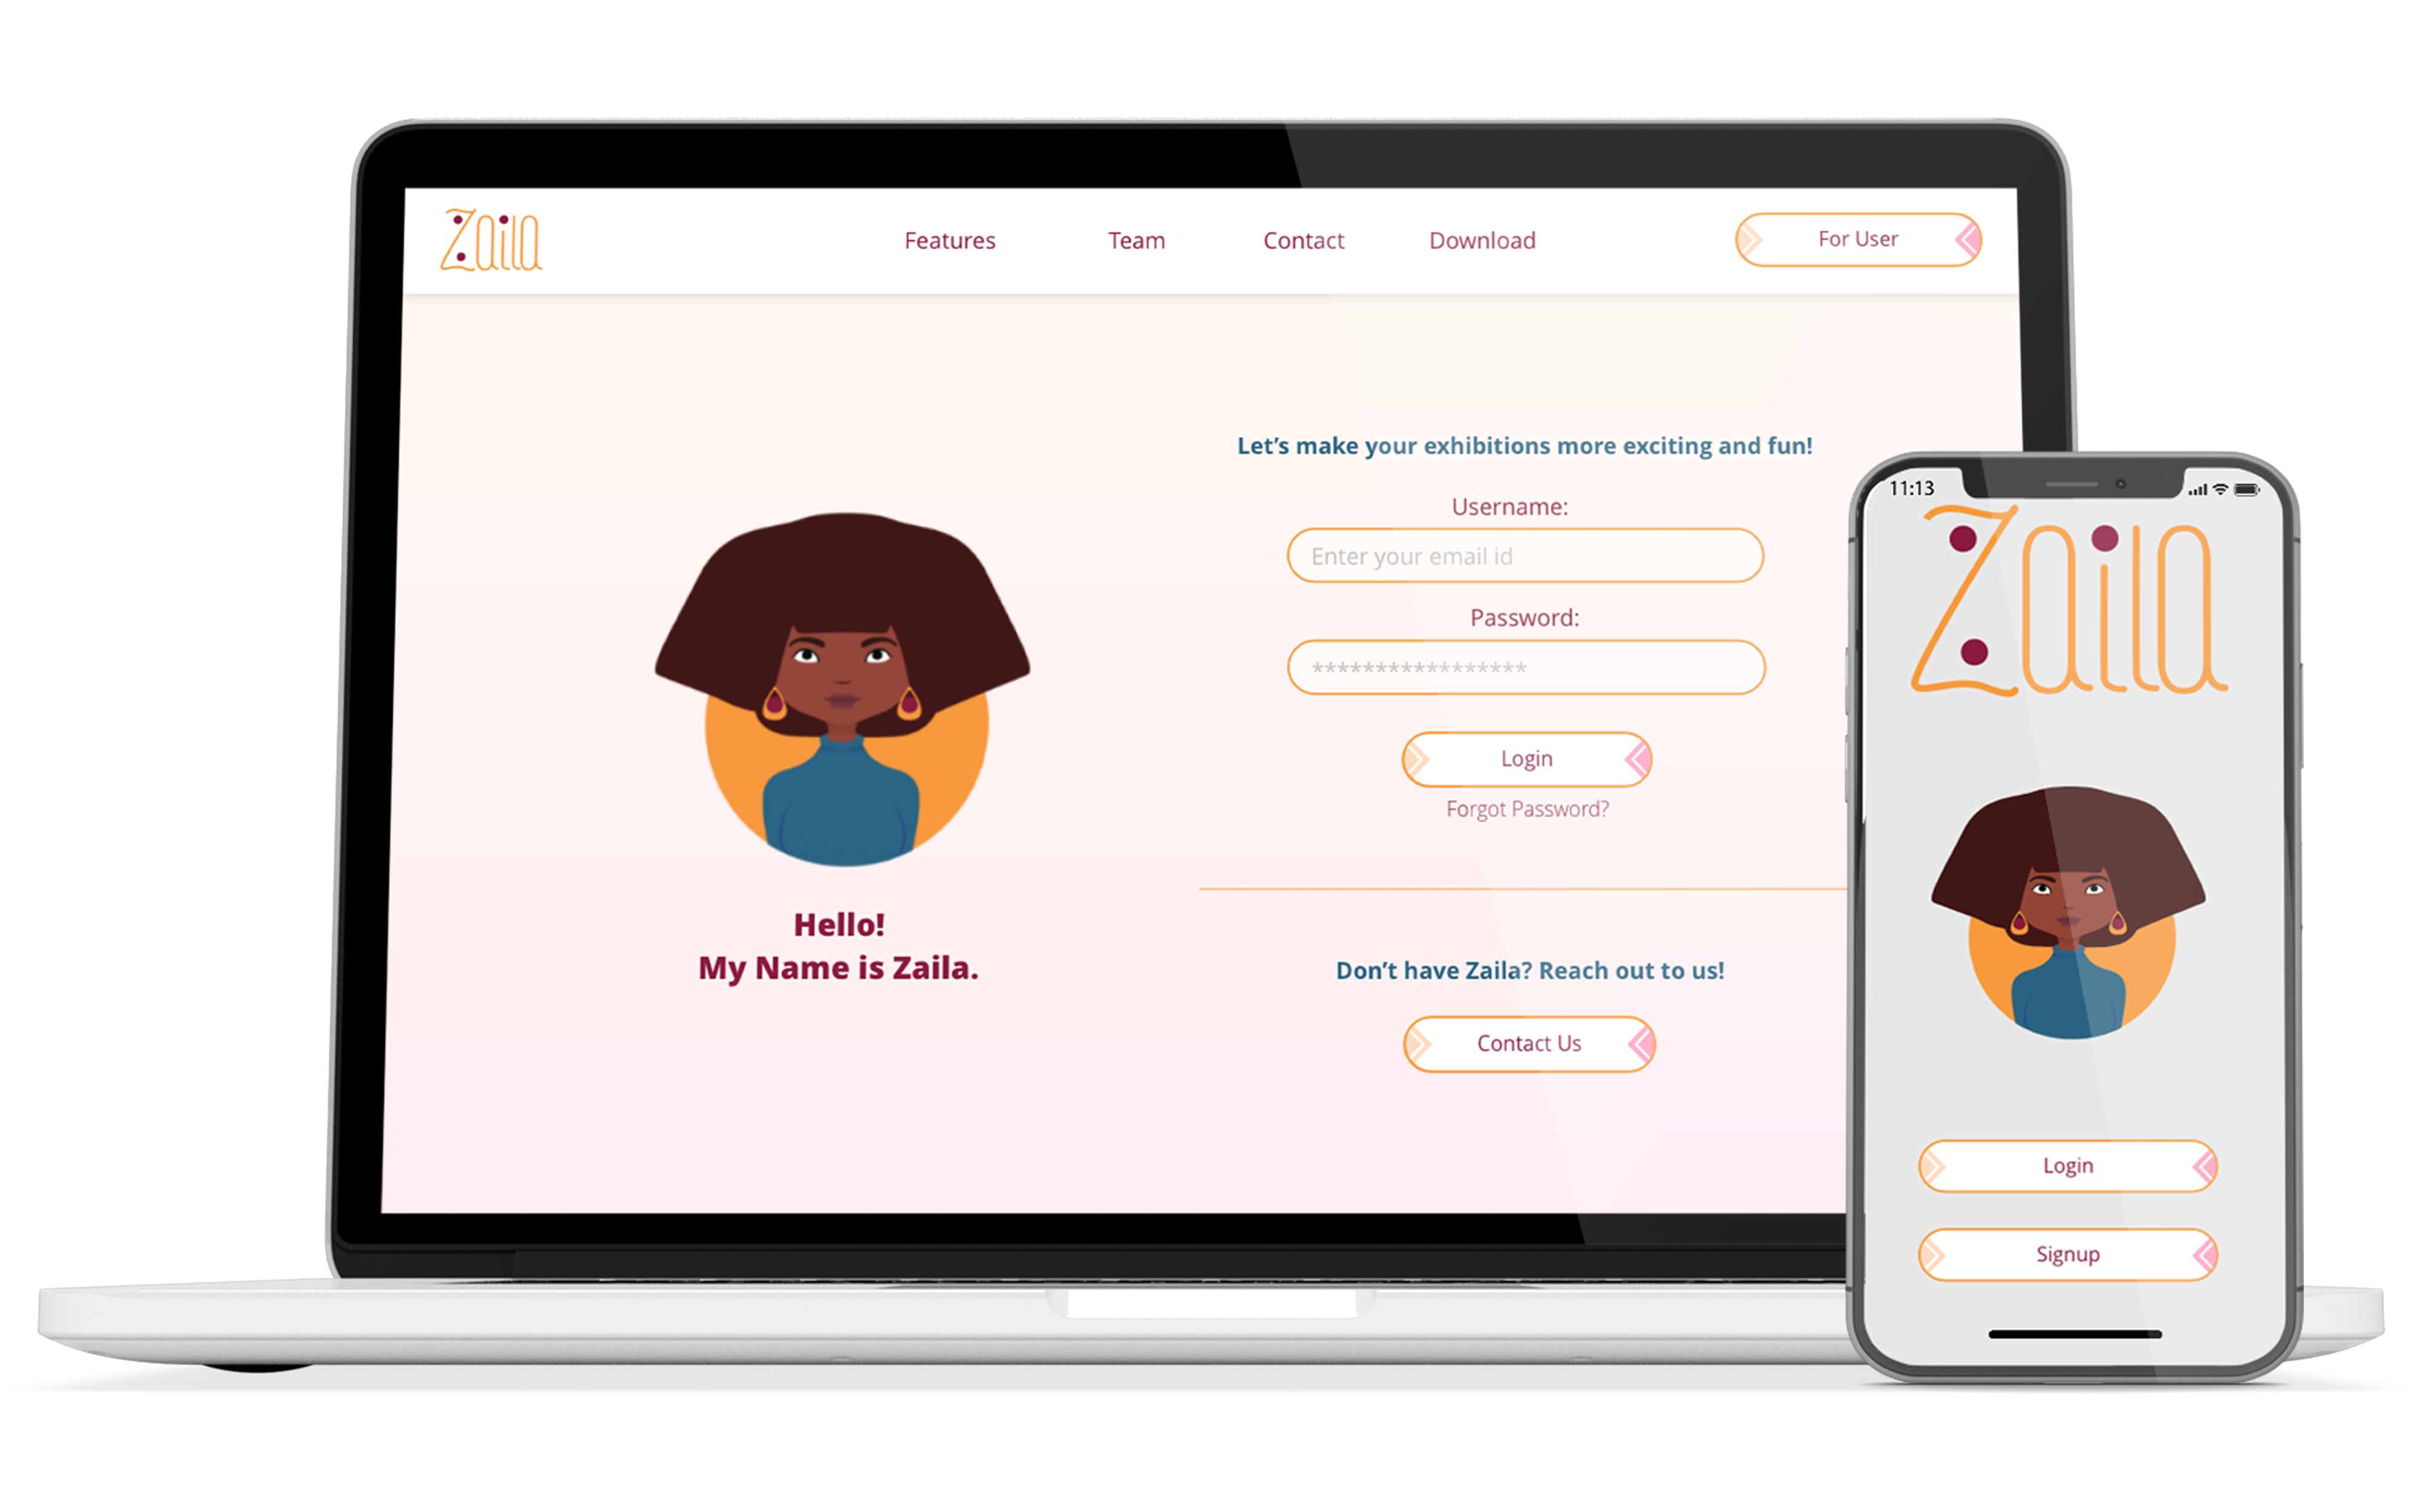 Zaila
Features
Team
Contact
Download
For User
Let's make your exhibitions more exciting and fun!
Username:
Enter your email id
Password:
*****************
Login
Forgot Password?
Hello!
My Name is Zaila.
Don't have Zaila? Reach out to us!
Contact Us
11:13
Zaila
Login
Signup